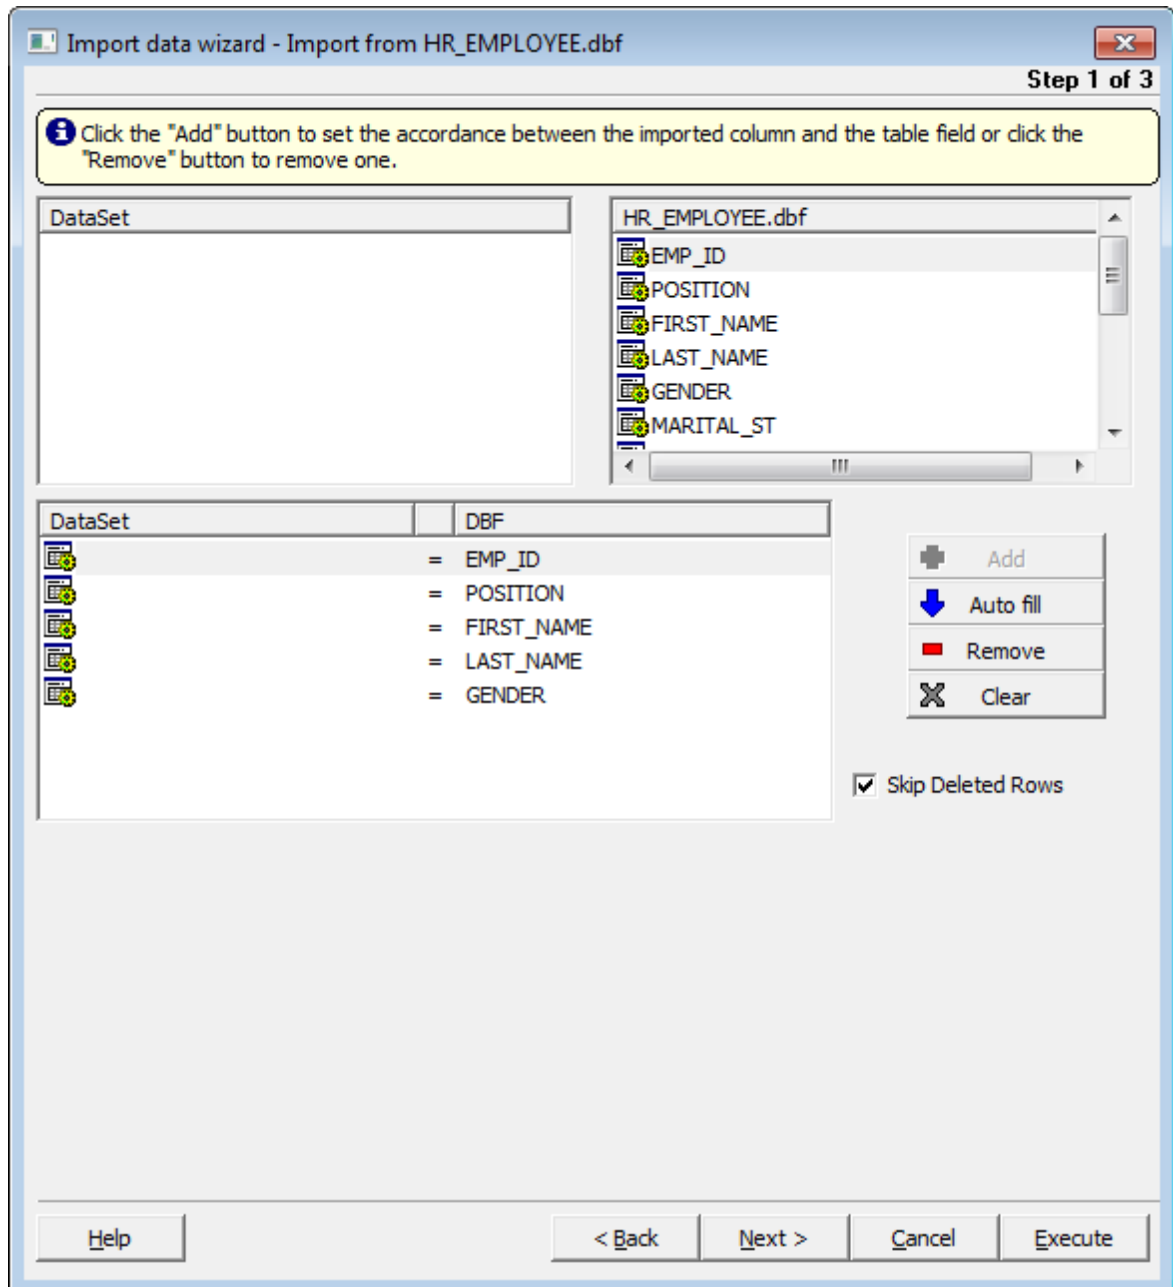 Import data wizard - Import from HR_EMPLOYEE.dbf
Step 1 of 3
Click the "Add" button to set the accordance between the imported column and the table field or click the
"Remove" button to remove one.
DataSet
HR_EMPLOYEE.dbf
EMP_ID
POSITION
FIRST_NAME
LAST_NAME
GENDER
MARITAL_ST
DataSet DBF
= EMP_ID
= POSITION
= FIRST_NAME
= LAST_NAME
= GENDER
Add
Auto fill
Remove
Clear
Skip Deleted Rows
Help < Back Next > Cancel Execute